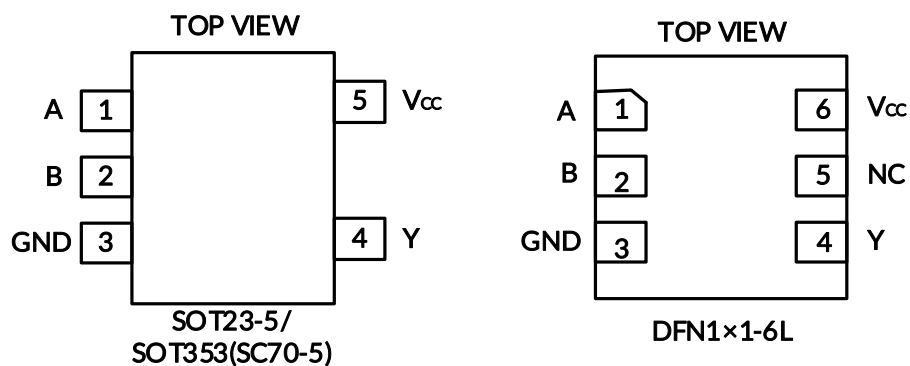 TOP VIEW
A 1 5 Vcc
B 2
GND 3 4 Y
SOT23-5/
SOT353(SC70-5)
TOP VIEW
A 1 6 Vcc
B 2 5 NC
GND 3 4 Y
DFN1×1-6L